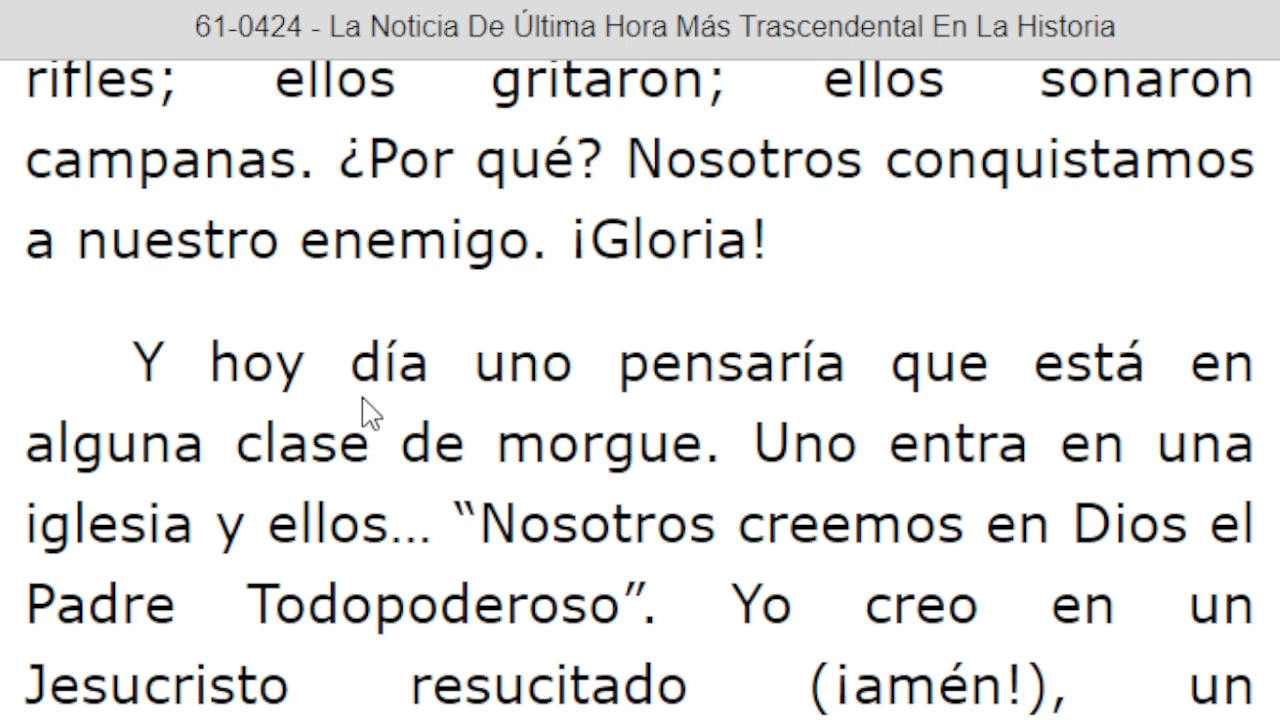 61-0424 - La Noticia De Última Hora Más Trascendental En La Historia
rifles; ellos gritaron; ellos sonaron
campanas. ¿Por qué? Nosotros conquistamos
a nuestro enemigo. ¡Gloria!
Y hoy día uno pensaría que está en
alguna clase de morgue. Uno entra en una
iglesia y ellos... “Nosotros creemos en Dios el
Padre Todopoderoso”. Yo creo en un
Jesucristo resucitado (¡amén!), un